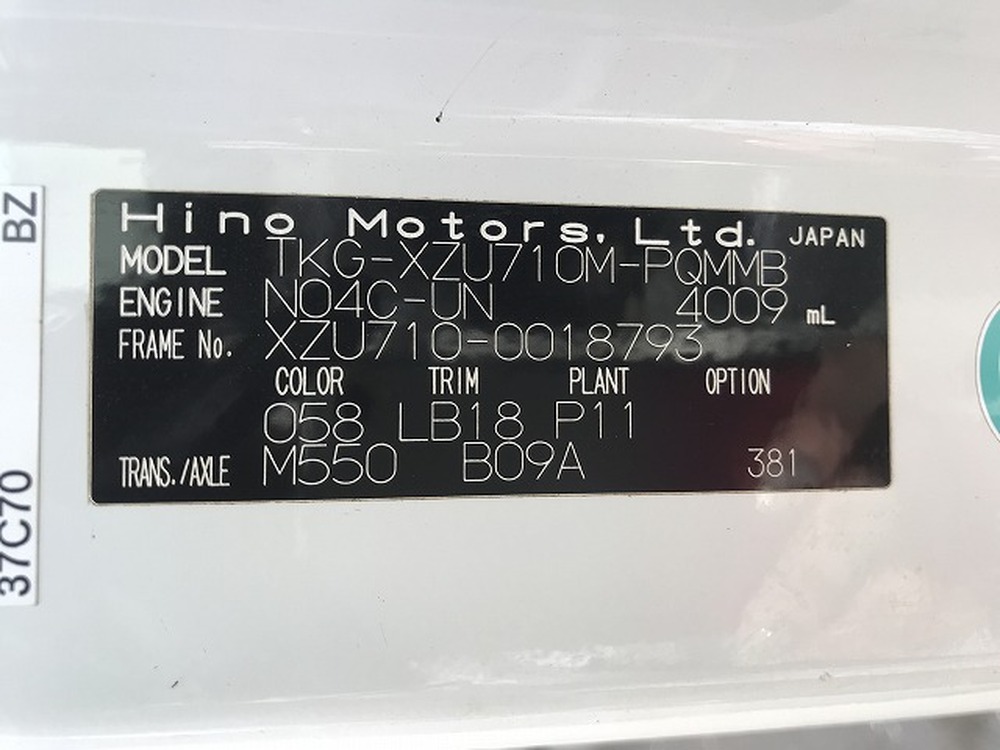 Hino Motors, Ltd. JAPAN
MODEL TKG-XZU710M-PQMMB
ENGINE N04C-UN 4009 mL
FRAME No. XZU710-0018793
COLOR TRIM PLANT OPTION
058 LB18 P11
TRANS./AXLE M550 B09A 381
37C70 BZ